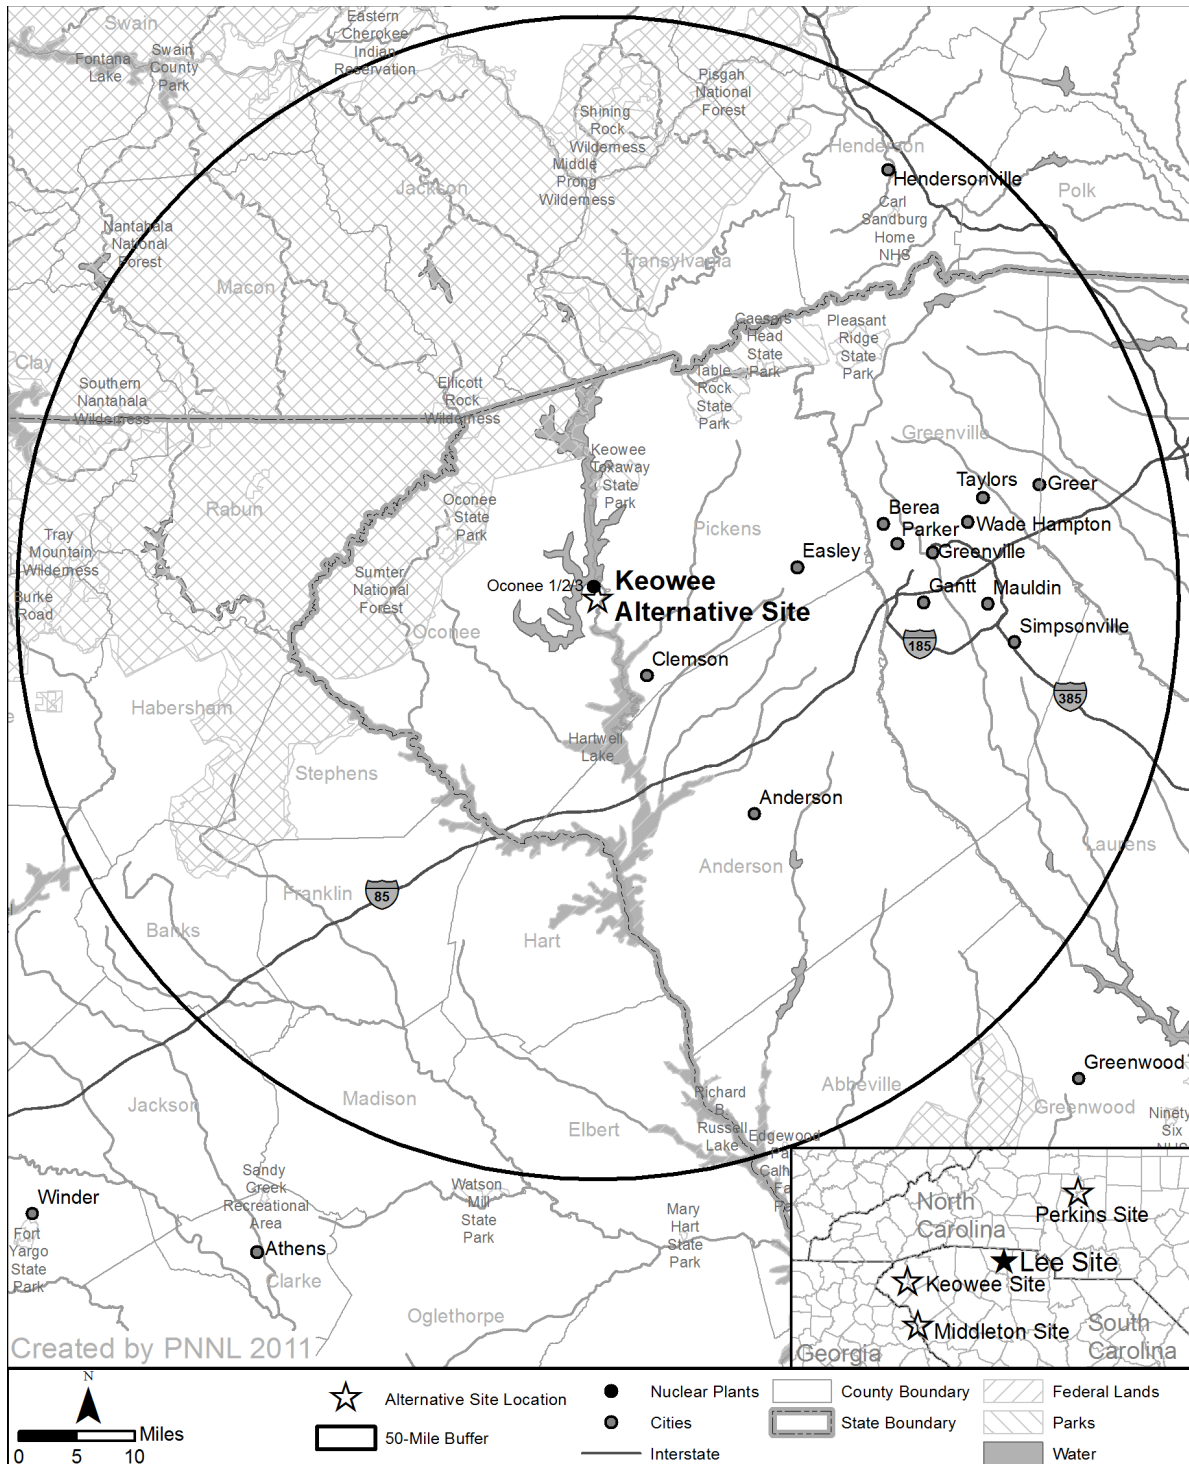 Swain
Fontana
Lake
Swain
County
Park
Eastern
Cherokee
Indian
Reservation
Pisgah
National
Forest
Shining
Rock
Wilderness
Middle
Prong
Wilderness
Henderson
Hendersonville
Polk
Carl
Sandburg
Home
NHS
Jackson
Nantahala
National
Forest
Macon
Transylvania
Clay
Southern
Nantahala
Wilderness
Ellicott
Rock
Wilderness
Caesars
Head
State
Park
Pleasant
Ridge
State
Park
Table
Rock
State
Park
Greenville
Keowee
Toxaway
State
Park
Oconee
State
Park
Rabun
Pickens
Taylors
Greer
Berea
Parker
Wade Hampton
Greenville
Easley
Tray
Mountain
Wilderness
Burke
Road
Sumter
National
Forest
Oconee 1/2/3
Keowee
Alternative Site
Gantt
Mauldin
Simpsonville
185
385
Oconee
Clemson
Habersham
Stephens
Hartwell
Lake
Anderson
Anderson
Laurens
Franklin
85
Banks
Hart
Greenwood
Greenwood
Abbeville
Ninety
Six
NHS
Richard
B.
Russell
Lake
Edgewood
Jackson
Madison
Elbert
Winder
Fort
Yargo
State
Park
Sandy
Creek
Recreational
Area
Athens
Clarke
Watson
Mill
State
Park
Mary
Hart
State
Park
Oglethorpe
Created by PNNL 2011
North
Carolina
Perkins Site
Lee Site
Keowee Site
Middleton Site
South
Carolina
Georgia
N
Miles
0 5 10
Alternative Site Location
50-Mile Buffer
Nuclear Plants
Cities
Interstate
County Boundary
State Boundary
Federal Lands
Parks
Water